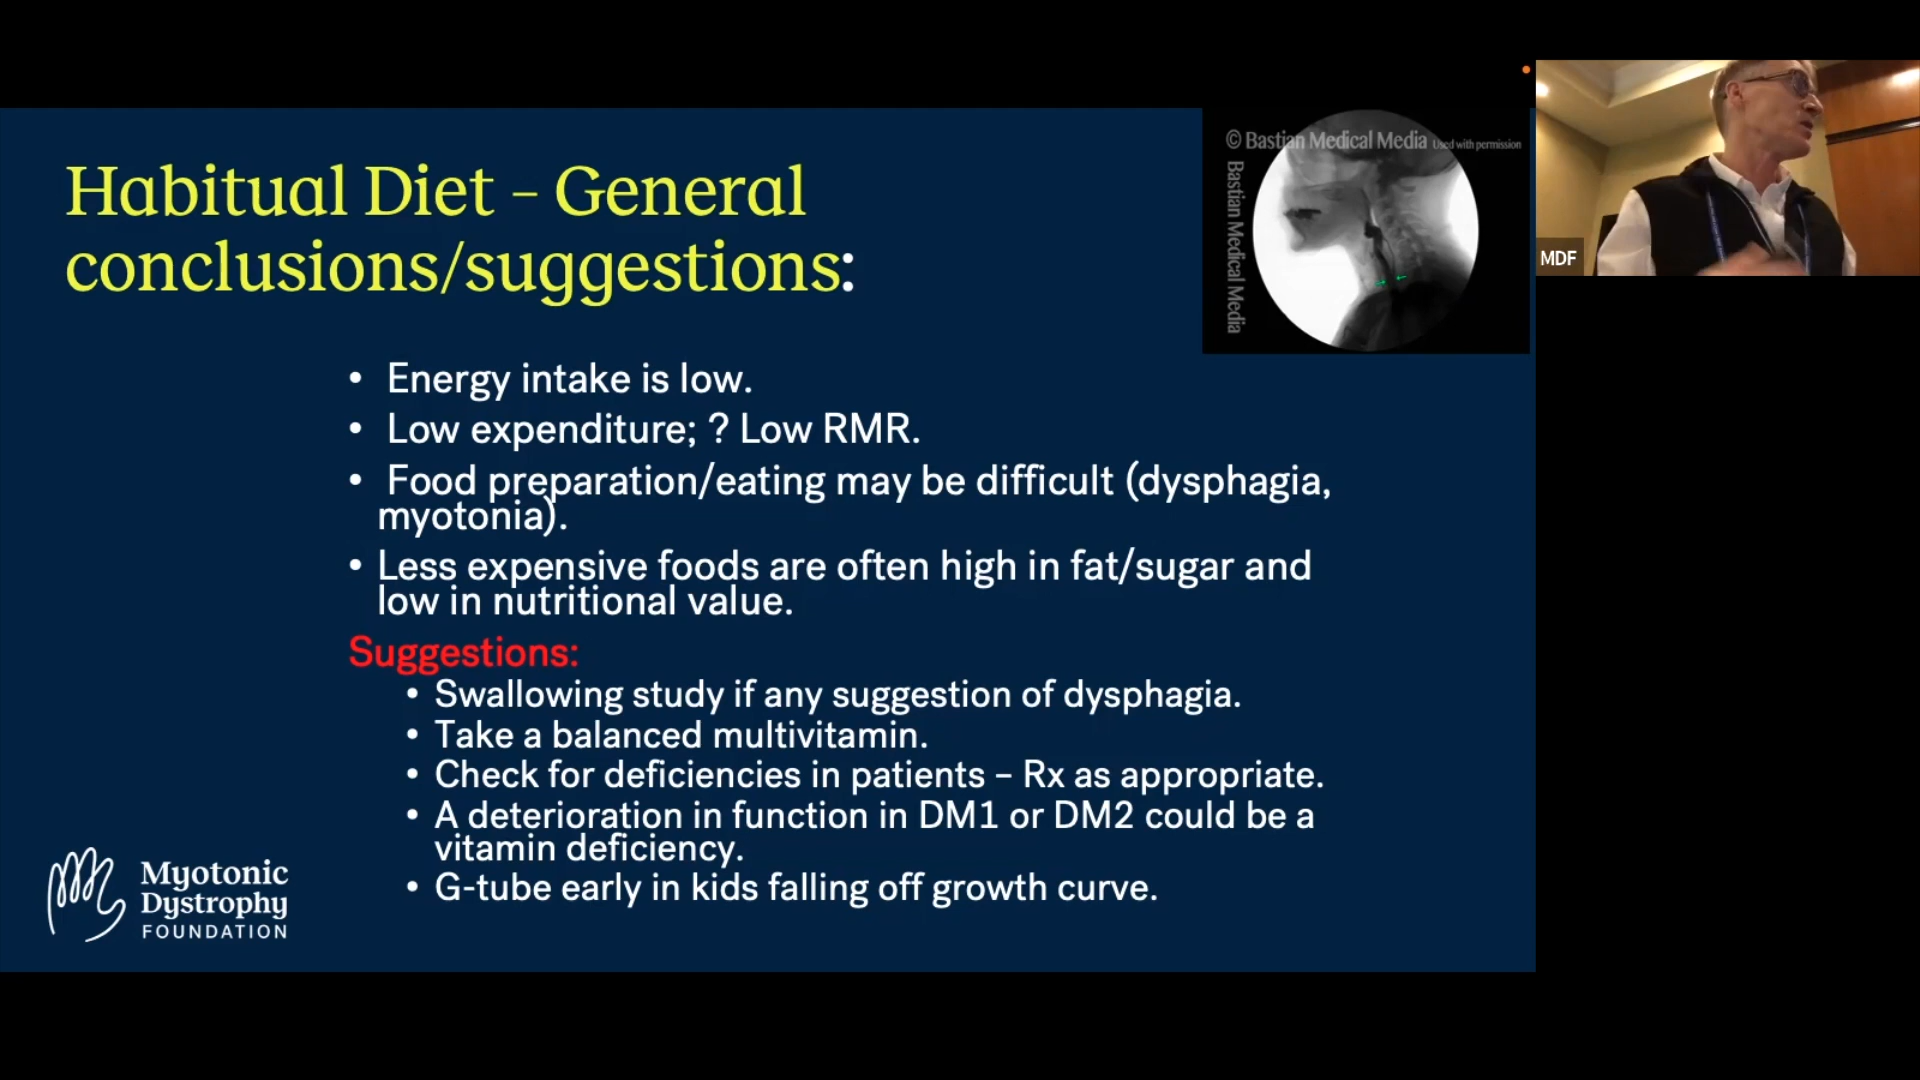 Habitual Diet – General
conclusions/suggestions:
© Bastian Medical Media Used with permission
Bastian Medical Media
MDF
• Energy intake is low.
• Low expenditure; ? Low RMR.
• Food preparation/eating may be difficult (dysphagia,
myotonia).
• Less expensive foods are often high in fat/sugar and
low in nutritional value.
Suggestions:
• Swallowing study if any suggestion of dysphagia.
• Take a balanced multivitamin.
• Check for deficiencies in patients – Rx as appropriate.
• A deterioration in function in DM1 or DM2 could be a
vitamin deficiency.
• G-tube early in kids falling off growth curve.
Myotonic
Dystrophy
FOUNDATION